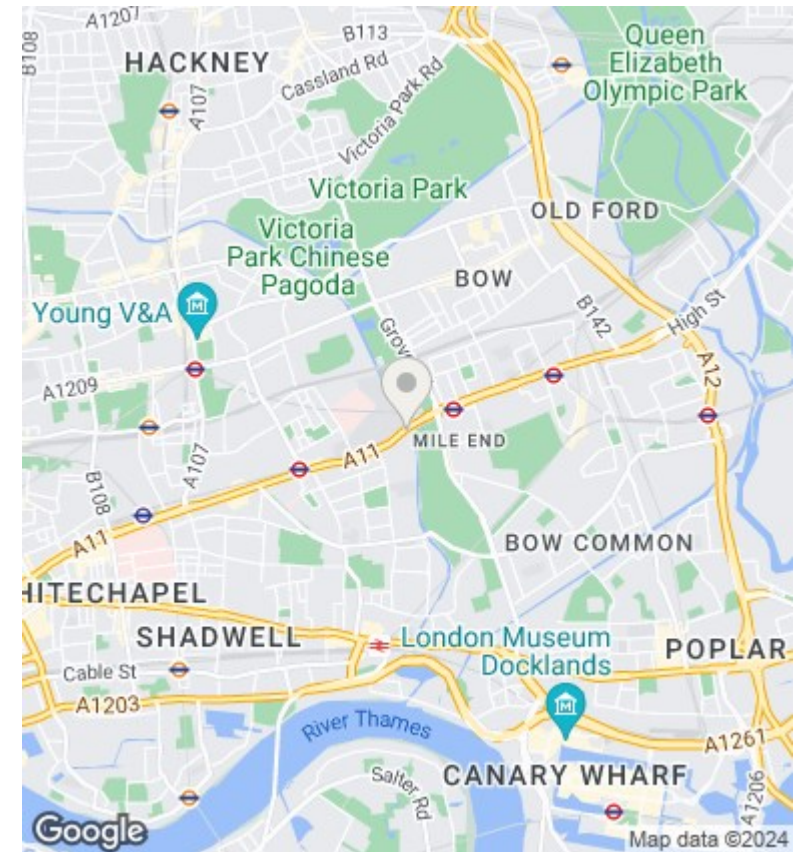 A1207
B113
B108
HACKNEY
Cassland Rd
A107
Victoria Park Rd
Queen
Elizabeth
Olympic Park
Victoria Park
OLD FORD
Victoria
Park Chinese
Pagoda
BOW
Young V&A
B142
High St
Grove
A1209
A12
MILE END
A11
A107
B108
A11
BOW COMMON
HITECHAPEL
SHADWELL
London Museum
Docklands
POPLAR
Cable St
A1203
River Thames
A1261
Salter Rd
CANARY WHARF
A1206
Google
Map data ©2024